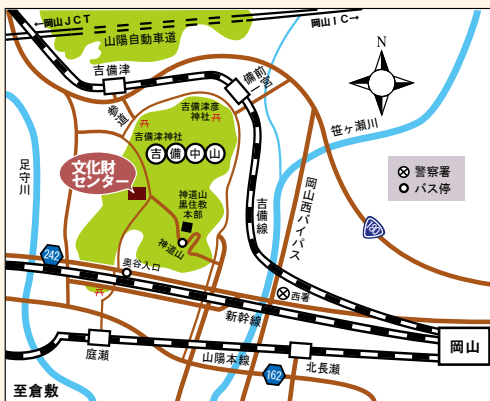 ←岡山JCT
岡山IC→
山陽自動車道
吉備津
備前一宮
参道
吉備津彦
神社
吉備津神社
吉備中山
文化財
センター
神道山
黒住教
本部
神道山
足守川
笹ヶ瀬川
N
警察署
バス停
吉備線
岡山西バイパス
180
242
奥谷入口
西署
新幹線
岡山
庭瀬
山陽本線
北長瀬
162
至倉敷